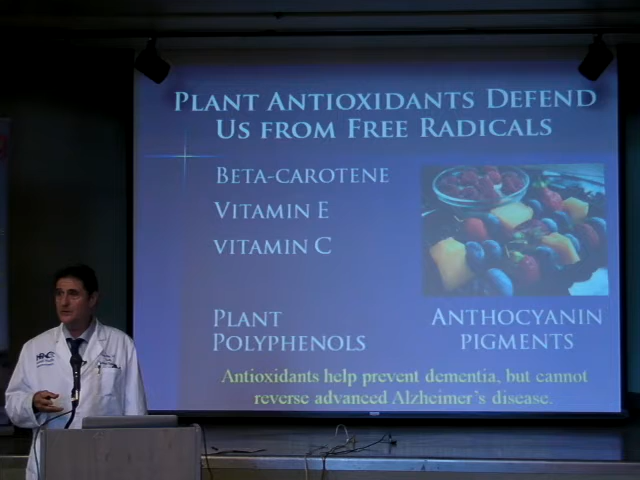 PLANT ANTIOXIDANTS DEFEND
US FROM FREE RADICALS
BETA-CAROTENE
VITAMIN E
VITAMIN C
PLANT
POLYPHENOLS
ANTHOCYANIN
PIGMENTS
Antioxidants help prevent dementia, but cannot
reverse advanced Alzheimer's disease.